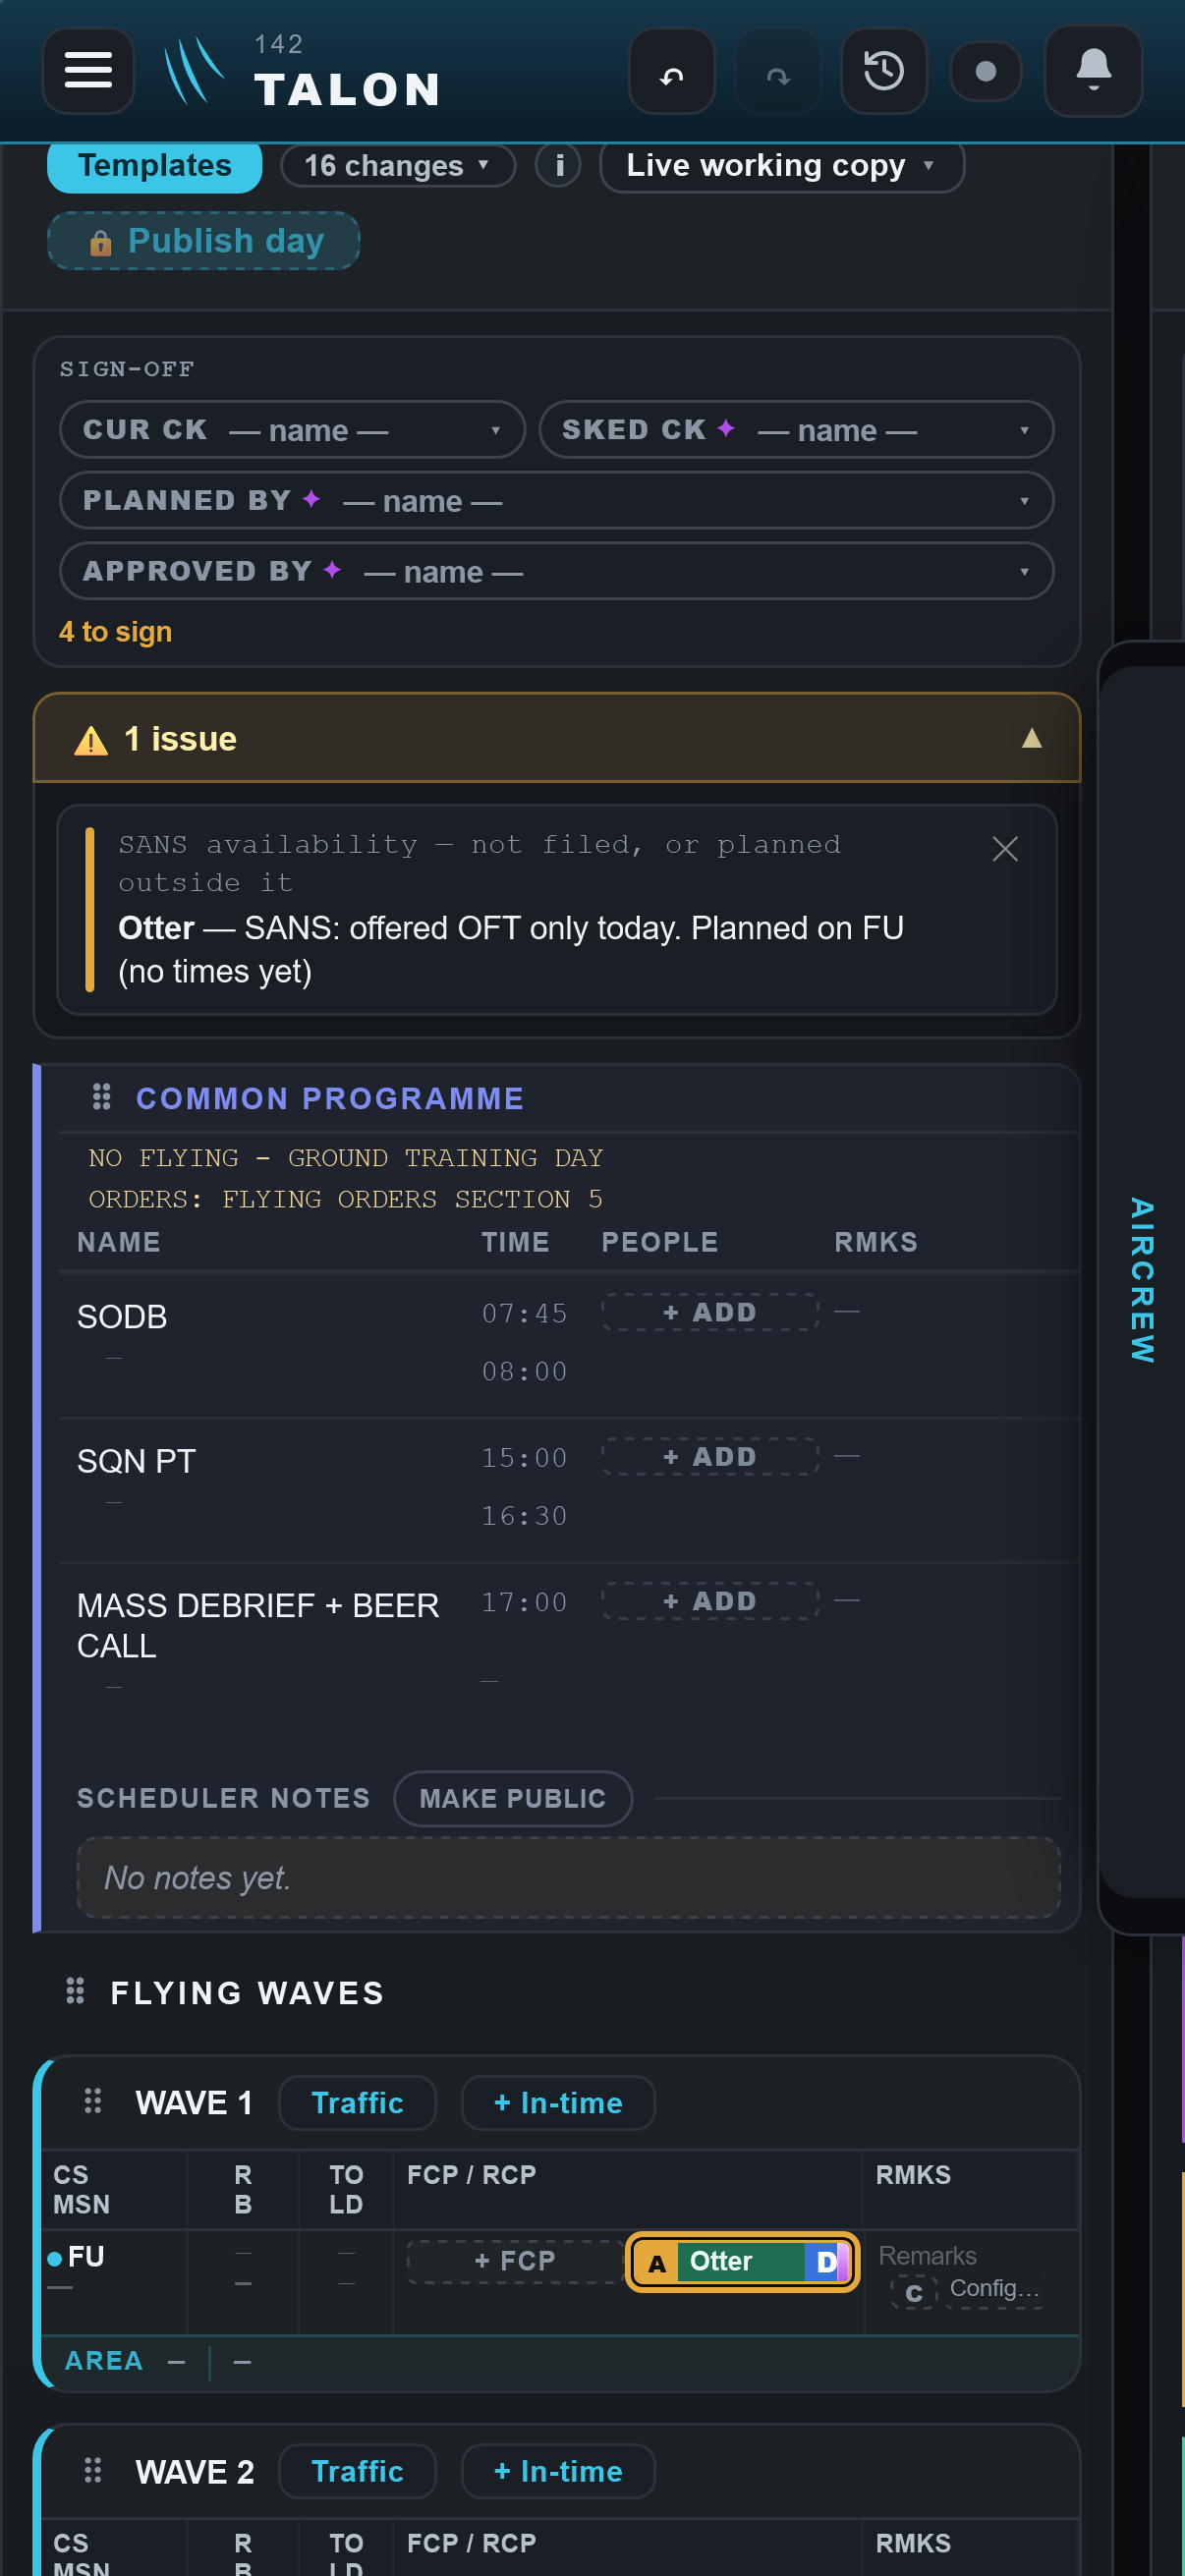 142
TALON
Templates 16 changes ▾ i Live working copy ▾
Publish day
SIGN-OFF
CUR CK — name — ▾ SKED CK ✦ — name — ▾
PLANNED BY ✦ — name — ▾
APPROVED BY ✦ — name — ▾
4 to sign
1 issue ▲
SANS availability — not filed, or planned
outside it
Otter — SANS: offered OFT only today. Planned on FU
(no times yet)
COMMON PROGRAMME
NO FLYING - GROUND TRAINING DAY
ORDERS: FLYING ORDERS SECTION 5
NAME TIME PEOPLE RMKS
SODB 07:45 + ADD —
— 08:00
SQN PT 15:00 + ADD —
— 16:30
MASS DEBRIEF + BEER 17:00 + ADD —
CALL
— —
SCHEDULER NOTES MAKE PUBLIC
No notes yet.
FLYING WAVES
WAVE 1 Traffic + In-time
CS R TO FCP / RCP RMKS
MSN B LD
FU — — + FCP A Otter D Remarks
— — — C Config…
AREA — —
WAVE 2 Traffic + In-time
CS R TO FCP / RCP RMKS
MSN B LD
AIRCREW